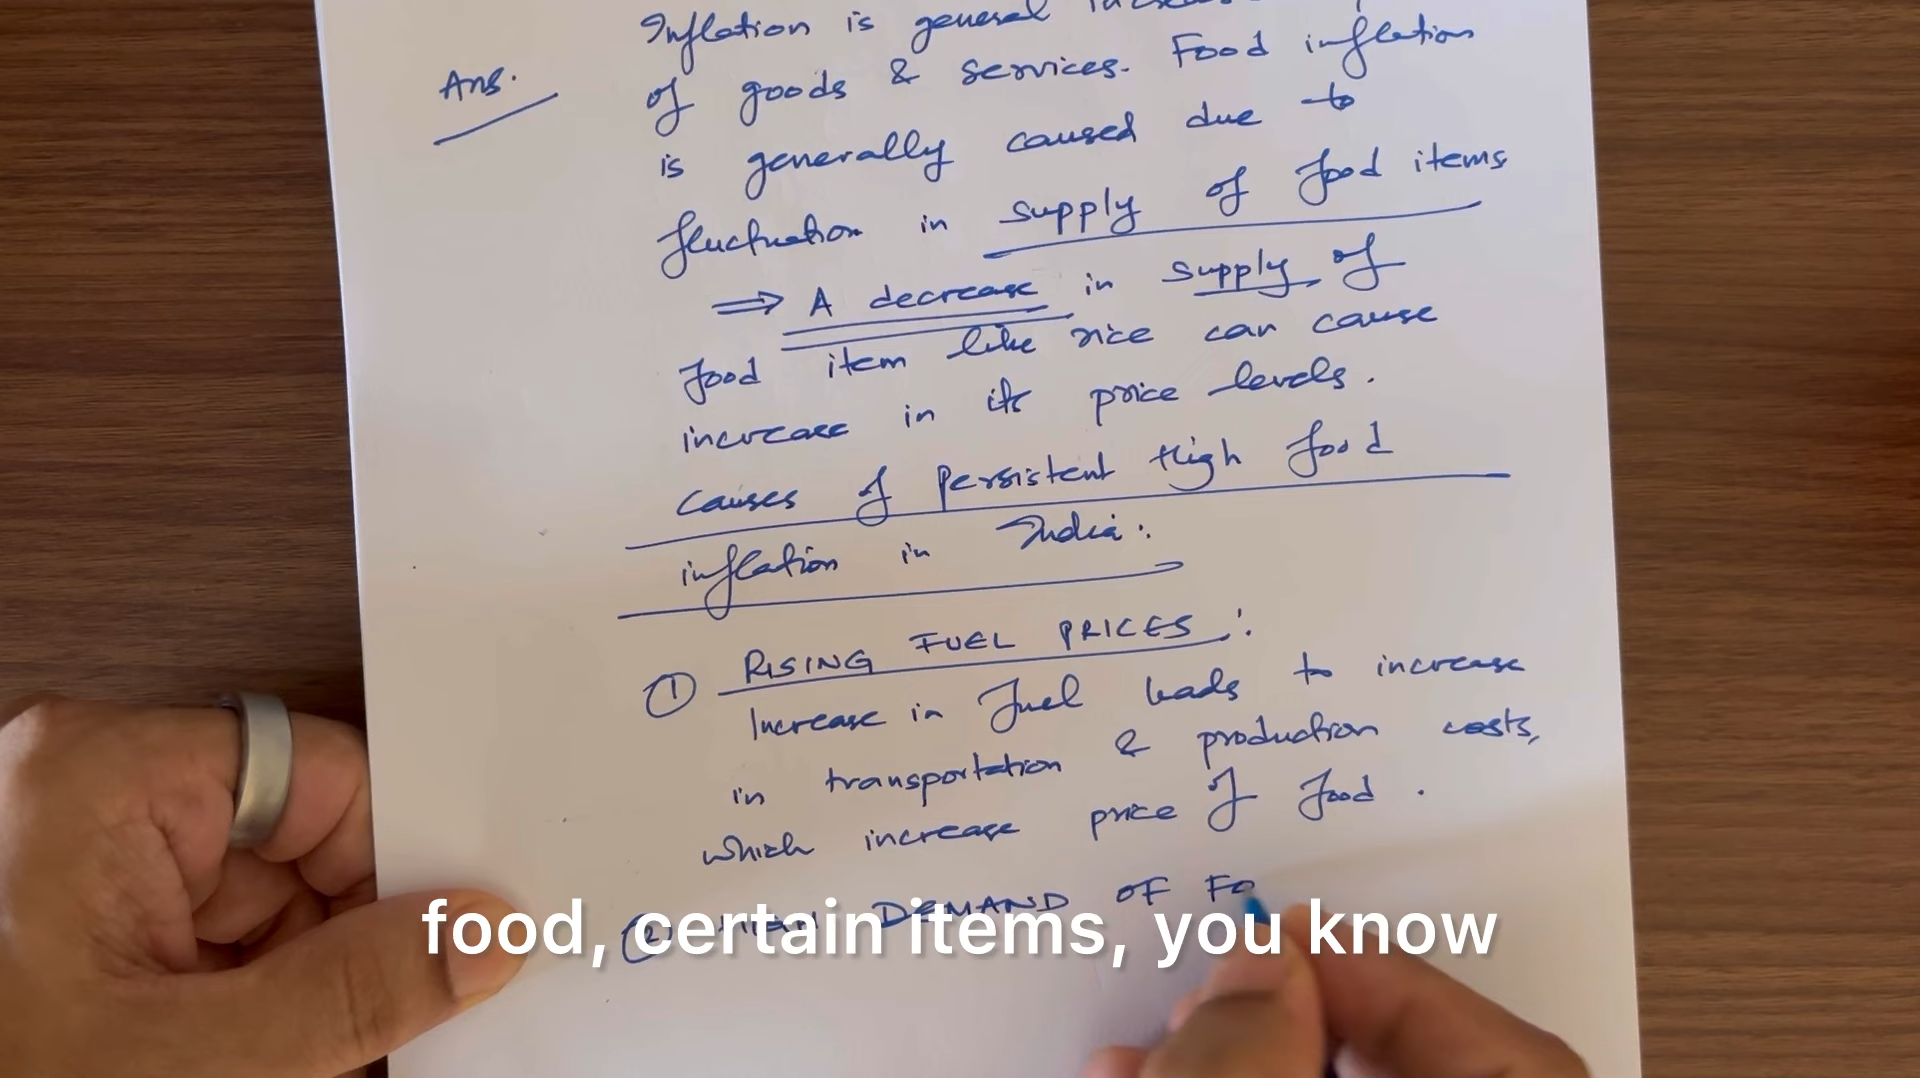 Inflation is general
Ans.
of goods & services. Food inflation
is generally caused due to
fluctuation in supply of food items
⇒ A decrease in supply of
food item like rice can cause
increase in its price levels.
causes of Persistent High food
inflation in India:
① RISING FUEL PRICES:
Increase in fuel leads to increase
in transportation & production costs,
which increase price of food.
② HIGH DEMAND OF FO
food, certain items, you know